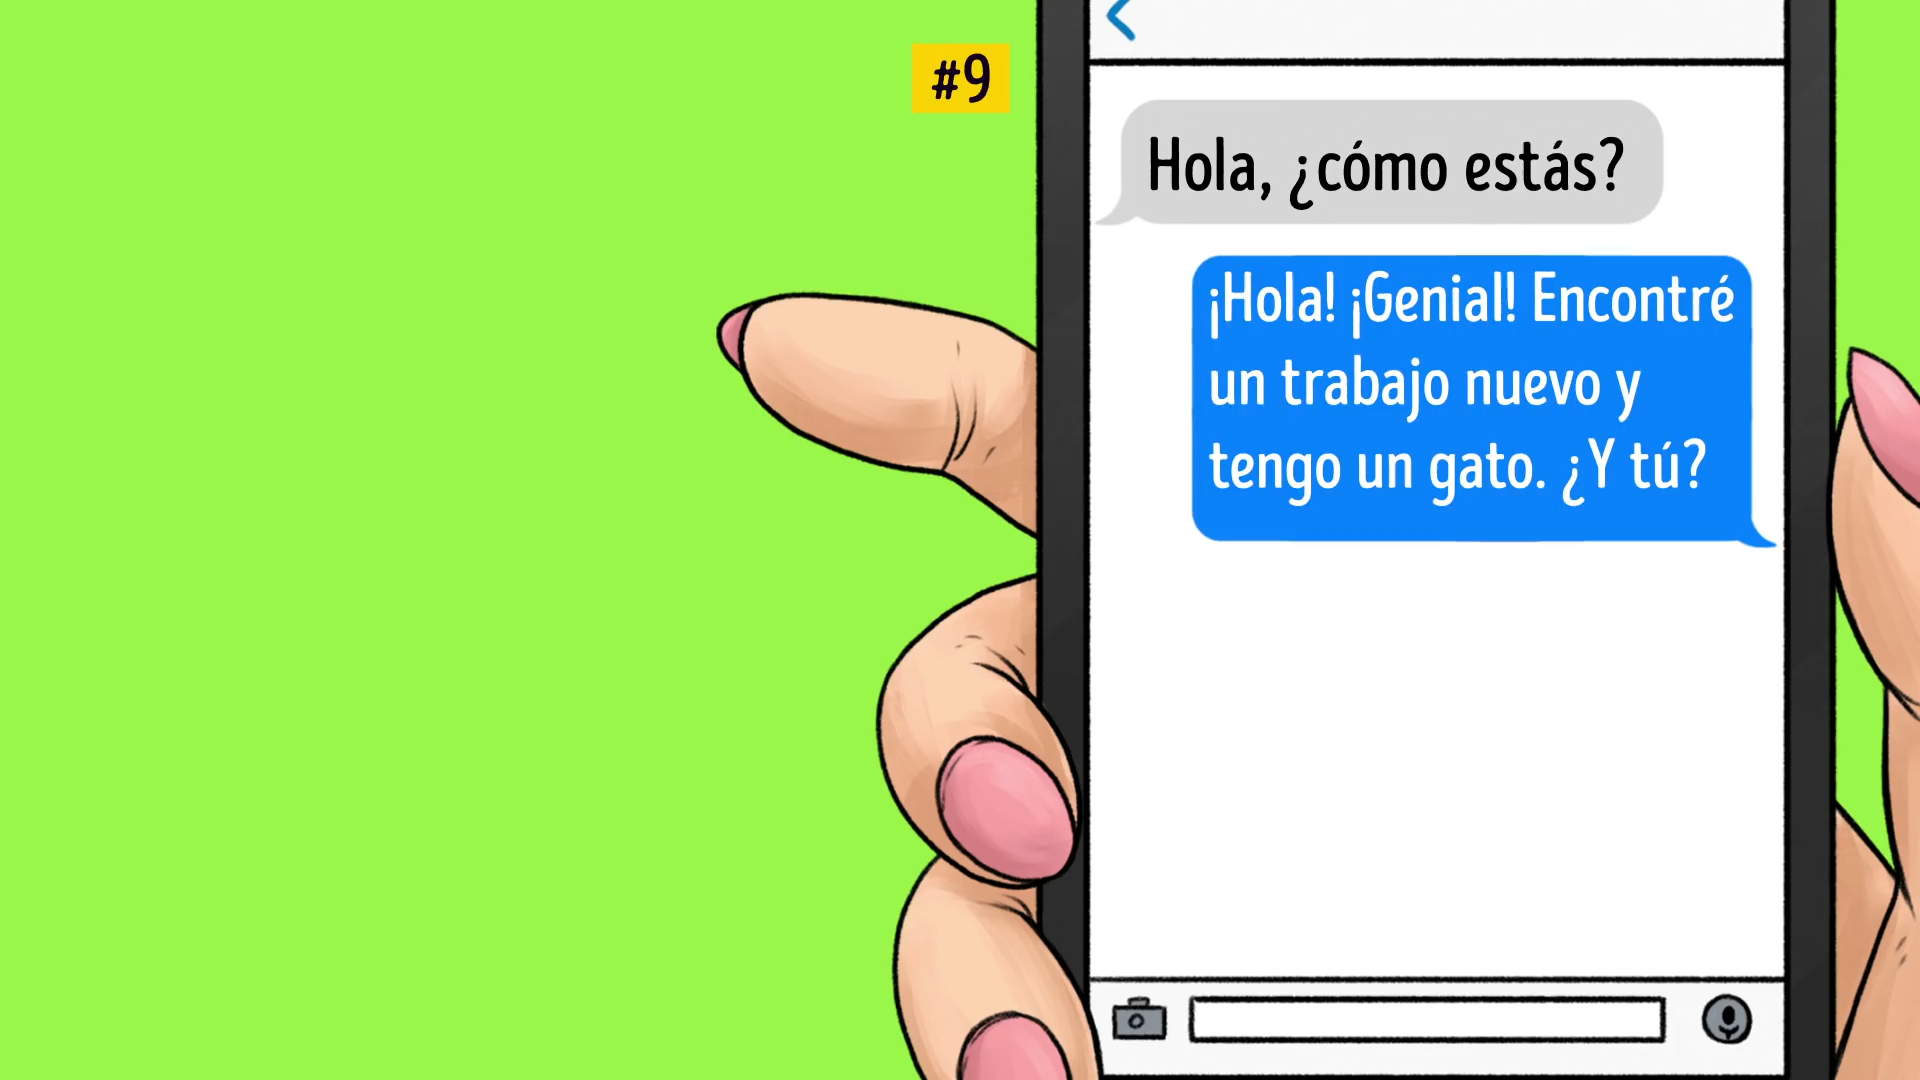 #9
Hola, ¿cómo estás?
¡Hola! ¡Genial! Encontré
un trabajo nuevo y
tengo un gato. ¿Y tú?